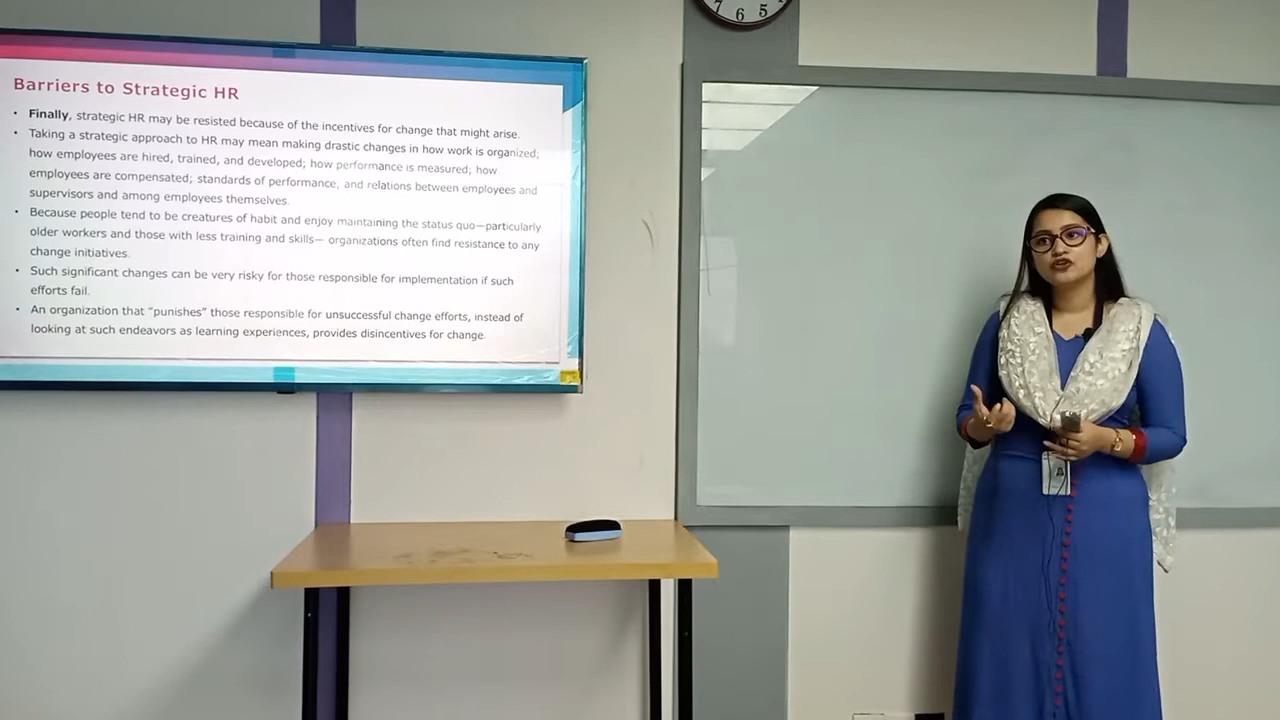 Barriers to Strategic HR
• Finally, strategic HR may be resisted because of the incentives for change that might arise.
• Taking a strategic approach to HR may mean making drastic changes in how work is organized;
how employees are hired, trained, and developed; how performance is measured; how
employees are compensated; standards of performance, and relations between employees and
supervisors and among employees themselves.
• Because people tend to be creatures of habit and enjoy maintaining the status quo—particularly
older workers and those with less training and skills— organizations often find resistance to any
change initiatives.
• Such significant changes can be very risky for those responsible for implementation if such
efforts fail.
• An organization that “punishes” those responsible for unsuccessful change efforts, instead of
looking at such endeavors as learning experiences, provides disincentives for change.
7 6 5